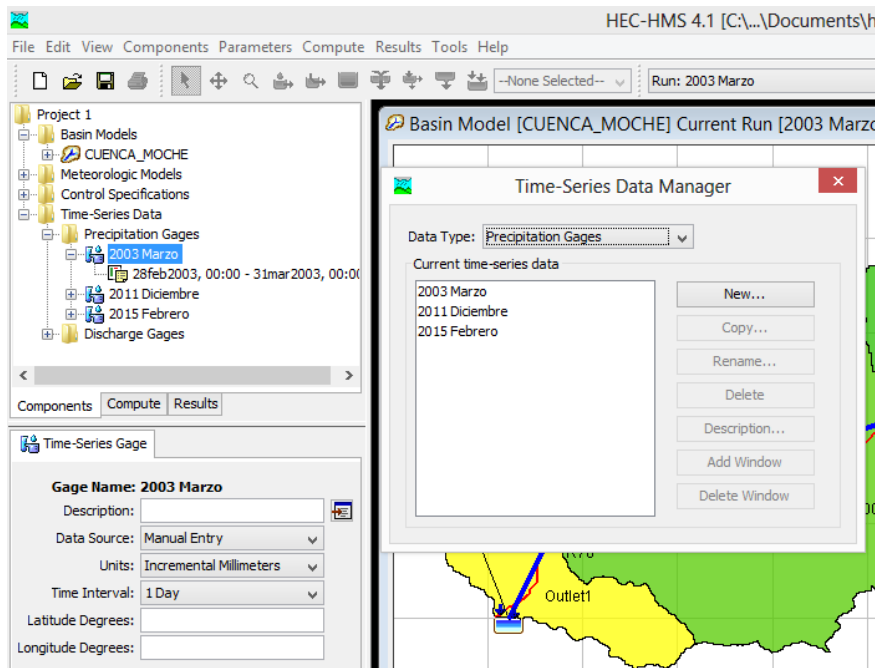 HEC-HMS 4.1 [C:\...\Documents\h
File Edit View Components Parameters Compute Results Tools Help
--None Selected-- Run: 2003 Marzo
Project 1
Basin Models
CUENCA_MOCHE
Meteorologic Models
Control Specifications
Time-Series Data
Precipitation Gages
2003 Marzo
28feb2003, 00:00 - 31mar2003, 00:00
2011 Diciembre
2015 Febrero
Discharge Gages
Components Compute Results
Time-Series Gage
Gage Name: 2003 Marzo
Description:
Data Source: Manual Entry
Units: Incremental Millimeters
Time Interval: 1 Day
Latitude Degrees:
Longitude Degrees:
Basin Model [CUENCA_MOCHE] Current Run [2003 Marzo
Time-Series Data Manager
Data Type: Precipitation Gages
Current time-series data
2003 Marzo
2011 Diciembre
2015 Febrero
New...
Copy...
Rename...
Delete
Description...
Add Window
Delete Window
Outlet1